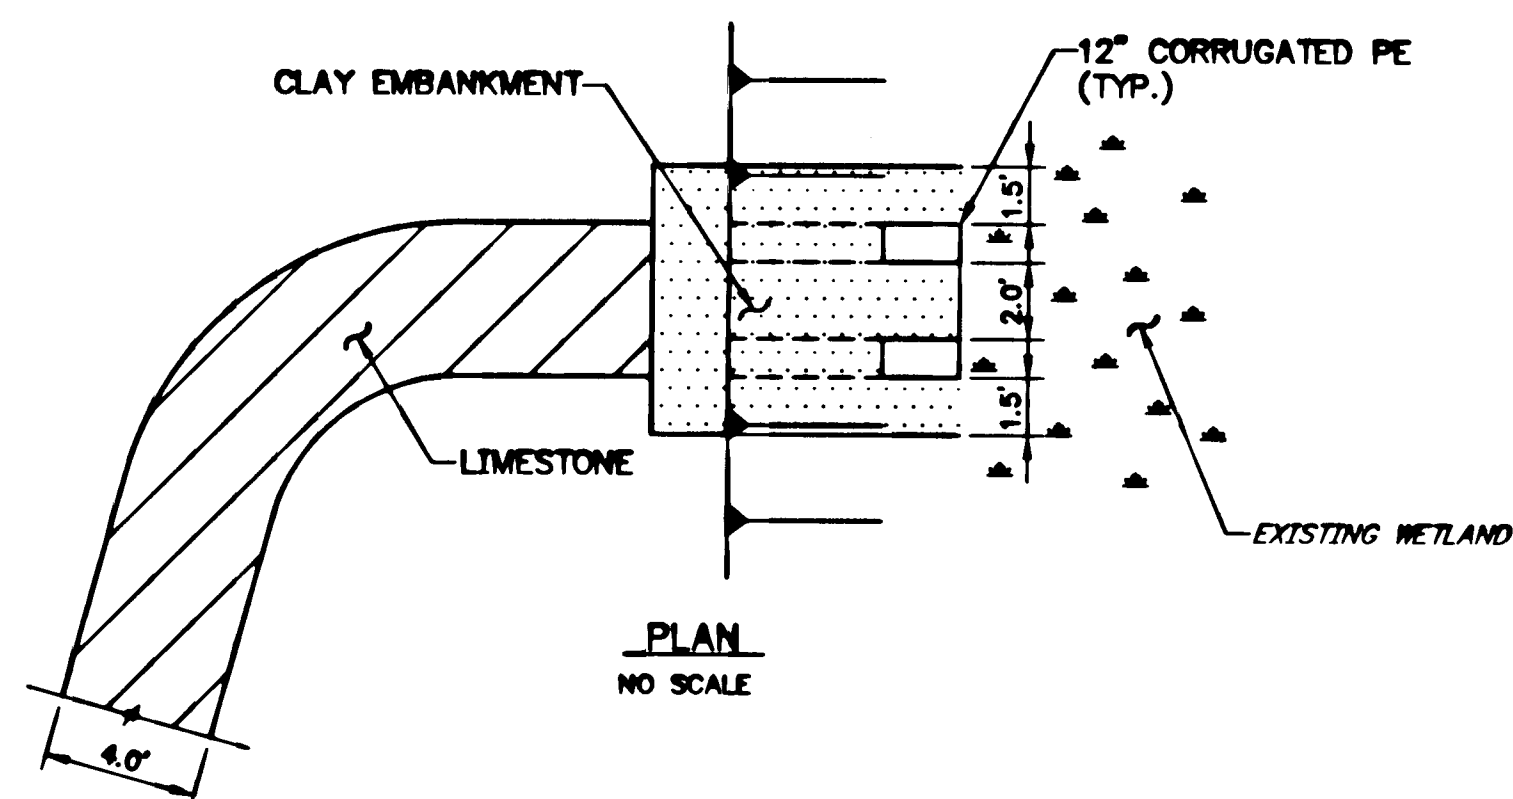 12" CORRUGATED PE
(TYP.)
CLAY EMBANKMENT
1.5'
2.0'
1.5'
LIMESTONE
EXISTING WETLAND
PLAN
NO SCALE
4.0'